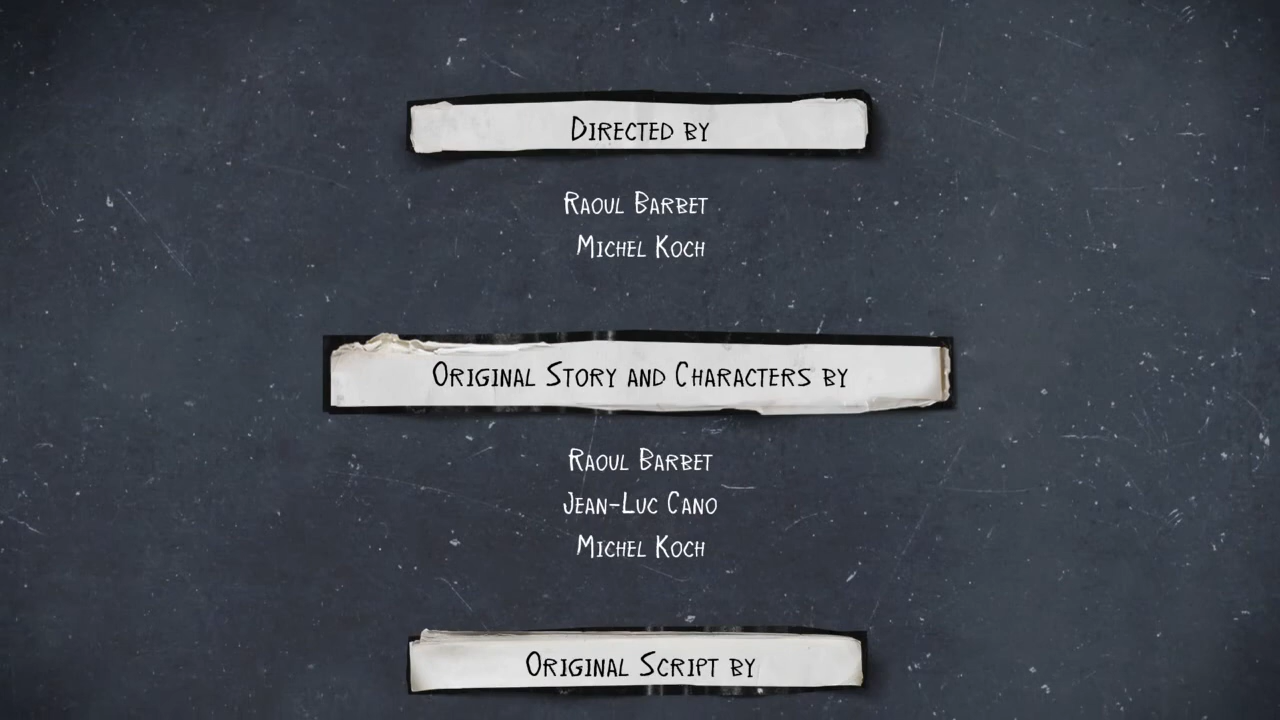 Directed by
Raoul Barbet
Michel Koch
Original Story and Characters by
Raoul Barbet
Jean-Luc Cano
Michel Koch
Original Script by